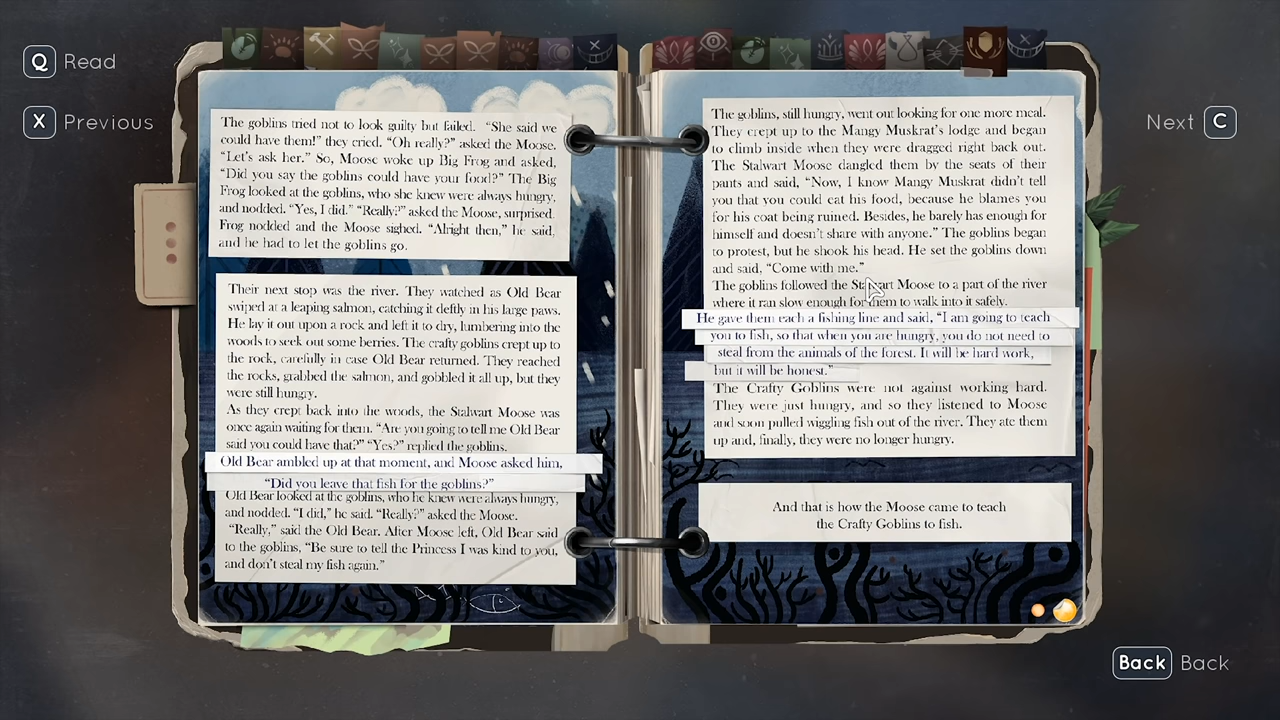 Q Read
X Previous
Next C
The goblins tried not to look guilty but failed. “She said we
could have them!” they cried. “Oh really?” asked the Moose.
“Let’s ask her.” So, Moose woke up Big Frog and asked,
“Did you say the goblins could have your food?” The Big
Frog looked at the goblins, who she knew were always hungry,
and nodded. “Yes, I did.” “Really?” asked the Moose, surprised.
Frog nodded and the Moose sighed. “Alright then,” he said,
and he had to let the goblins go.
Their next stop was the river. They watched as Old Bear
swiped at a leaping salmon, catching it deftly in his large paws.
He lay it out upon a rock and left it to dry, lumbering into the
woods to seek out some berries. The crafty goblins crept up to
the rock, carefully in case Old Bear returned. They reached
the rocks, grabbed the salmon, and gobbled it all up, but they
were still hungry.
As they crept back into the woods, the Stalwart Moose was
once again waiting for them. “Are you going to tell me Old Bear
said you could have that?” “Yes?” replied the goblins.
Old Bear ambled up at that moment, and Moose asked him,
“Did you leave that fish for the goblins?”
Old Bear looked at the goblins, who he knew were always hungry,
and nodded. “I did,” he said. “Really?” asked the Moose.
“Really,” said the Old Bear. After Moose left, Old Bear said
to the goblins, “Be sure to tell the Princess I was kind to you,
and don’t steal my fish again.”
The goblins, still hungry, went out looking for one more meal.
They crept up to the Mangy Muskrat’s lodge and began
to climb inside when they were dragged right back out.
The Stalwart Moose dangled them by the seats of their
pants and said, “Now, I know Mangy Muskrat didn’t tell
you that you could eat his food, because he blames you
for his coat being ruined. Besides, he barely has enough for
himself and doesn’t share with anyone.” The goblins began
to protest, but he shook his head. He set the goblins down
and said, “Come with me.”
The goblins followed the Stalwart Moose to a part of the river
where it ran slow enough for them to walk into it safely.
He gave them each a fishing line and said, “I am going to teach
you to fish, so that when you are hungry, you do not need to
steal from the animals of the forest. It will be hard work,
but it will be honest.”
The Crafty Goblins were not against working hard.
They were just hungry, and so they listened to Moose
and soon pulled wiggling fish out of the river. They ate them
up and, finally, they were no longer hungry.
And that is how the Moose came to teach
the Crafty Goblins to fish.
Back Back